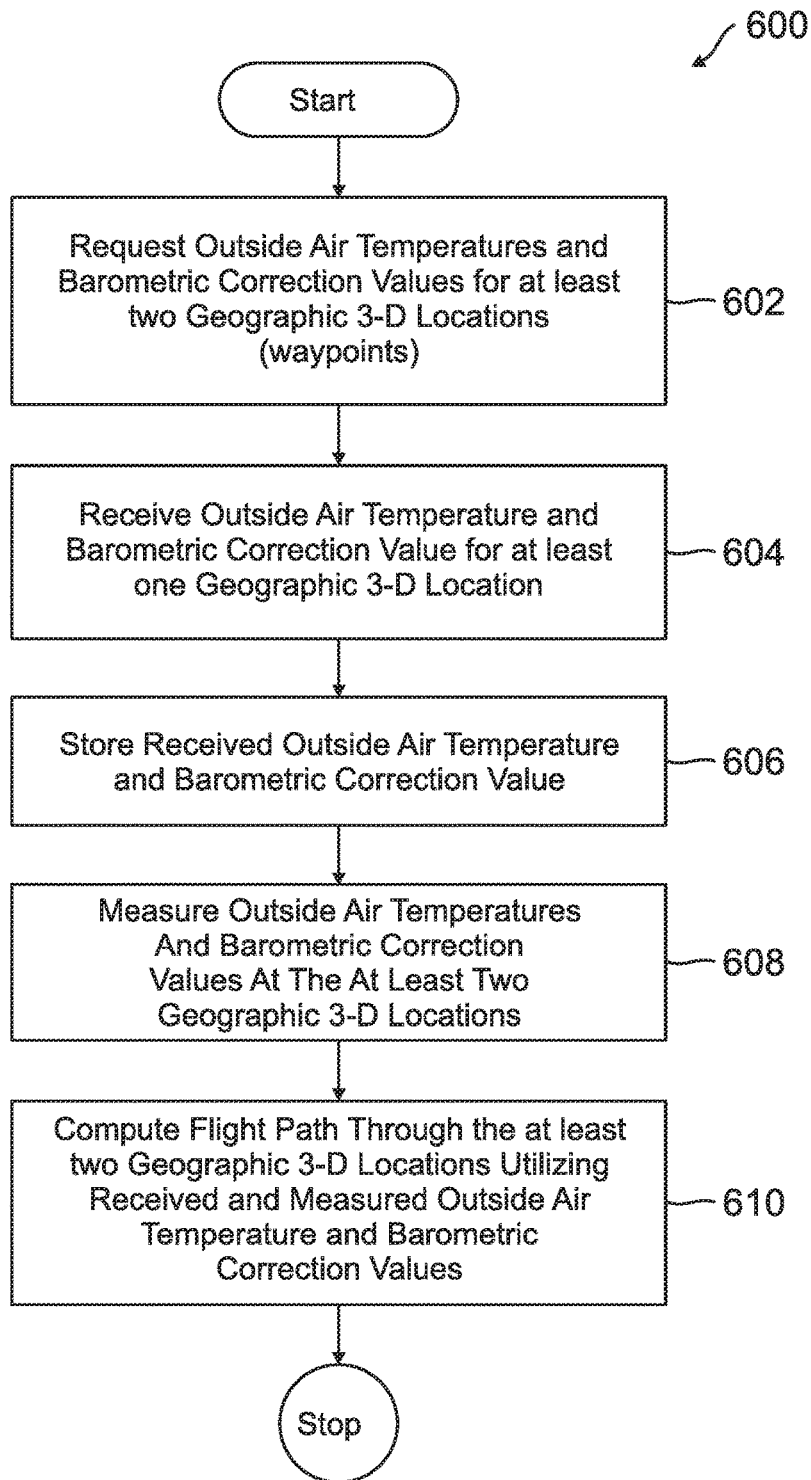 600
Start
Request Outside Air Temperatures and
Barometric Correction Values for at least
two Geographic 3-D Locations
(waypoints)
602
Receive Outside Air Temperature and
Barometric Correction Value for at least
one Geographic 3-D Location
604
Store Received Outside Air Temperature
and Barometric Correction Value
606
Measure Outside Air Temperatures
And Barometric Correction
Values At The At Least Two
Geographic 3-D Locations
608
Compute Flight Path Through the at least
two Geographic 3-D Locations Utilizing
Received and Measured Outside Air
Temperature and Barometric
Correction Values
610
Stop